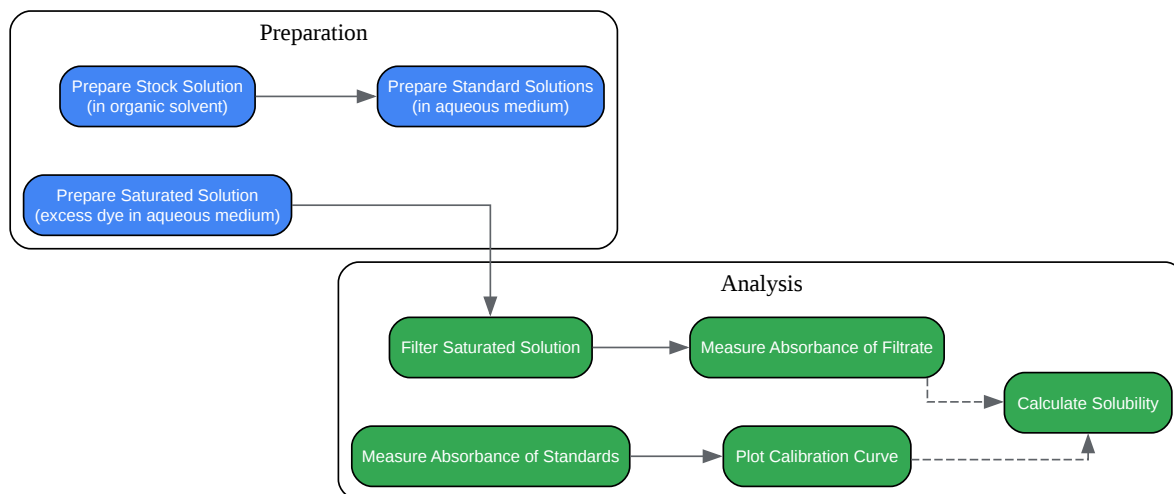 Preparation
Prepare Stock Solution
(in organic solvent)
Prepare Standard Solutions
(in aqueous medium)
Prepare Saturated Solution
(excess dye in aqueous medium)
Analysis
Filter Saturated Solution
Measure Absorbance of Filtrate
Calculate Solubility
Measure Absorbance of Standards
Plot Calibration Curve